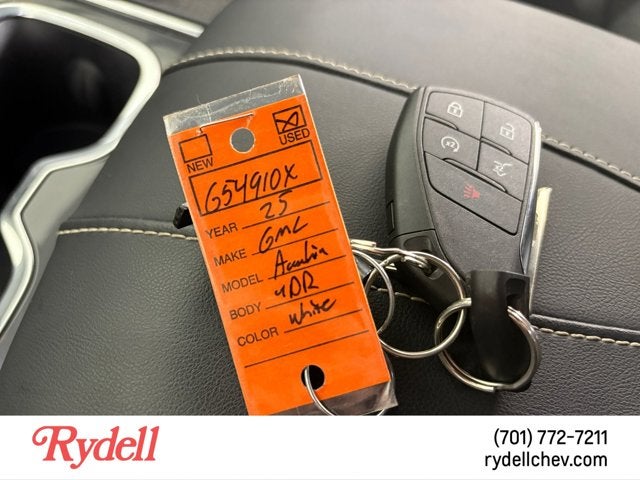 NEW
USED
G54910X
YEAR 25
MAKE GMC
MODEL Acadia
BODY 4DR
COLOR White
Rydell
(701) 772-7211
rydellchev.com